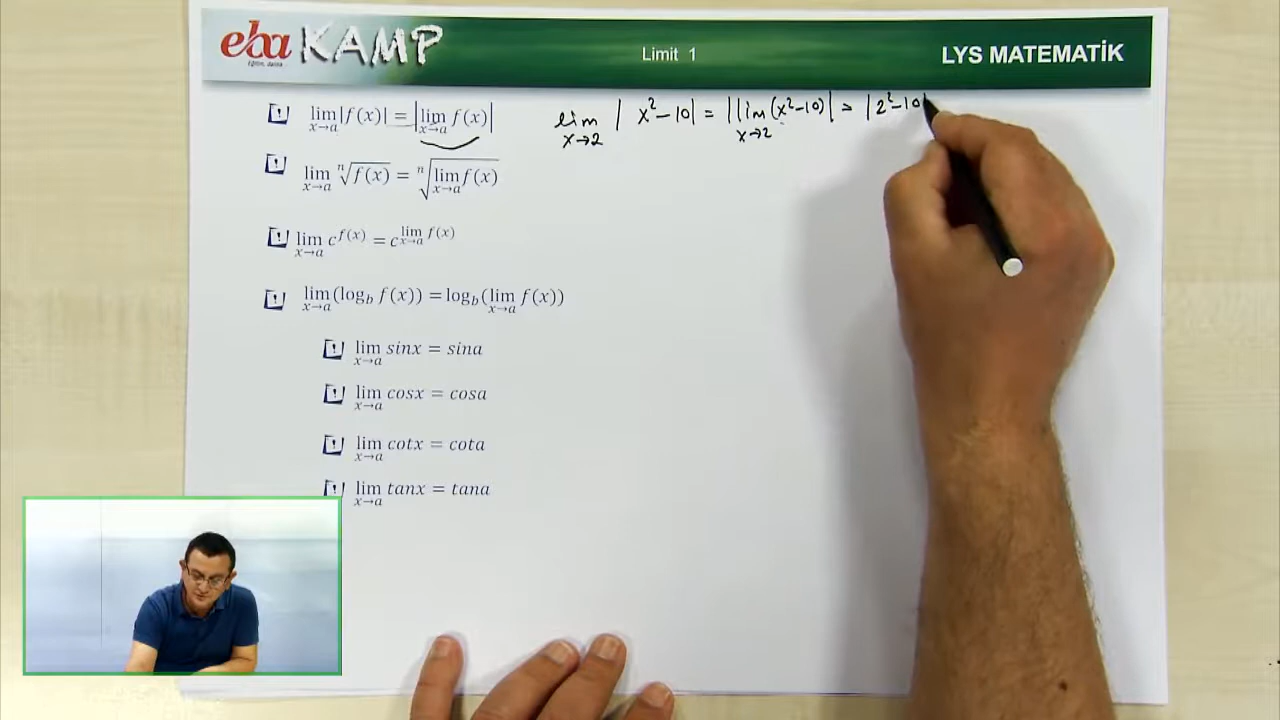 eba KAMP
eğitim, daima
Limit 1
LYS MATEMATİK
lim x→a |f(x)| = |lim x→a f(x)|
lim x→2 | x²−10| = |lim x→2 (x²−10)| = |2²−10|
lim x→a ⁿ√f(x) = ⁿ√lim x→a f(x)
lim x→a c^f(x) = c^lim x→a f(x)
lim x→a (log_b f(x)) = log_b(lim x→a f(x))
lim x→a sinx = sina
lim x→a cosx = cosa
lim x→a cotx = cota
lim x→a tanx = tana